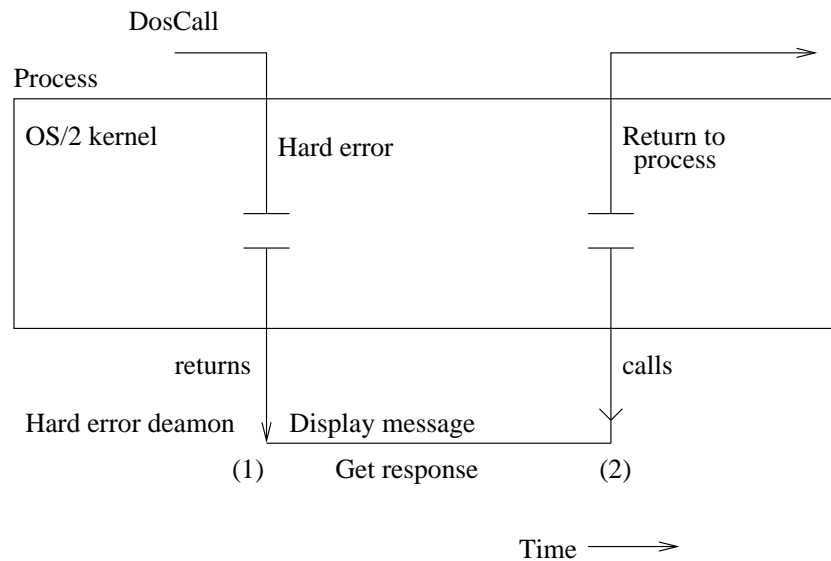 DosCall
Process
OS/2 kernel
Hard error
Return to
process
returns
calls
Hard error deamon
Display message
(1)
Get response
(2)
Time